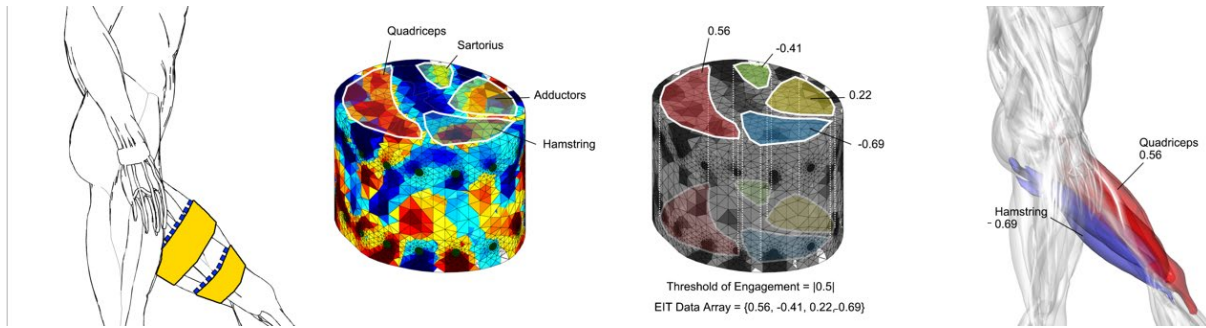 Quadriceps
Sartorius
Adductors
Hamstring
0.56
-0.41
0.22
-0.69
Threshold of Engagement = |0.5|
EIT Data Array = {0.56, -0.41, 0.22,-0.69}
Quadriceps
0.56
Hamstring
- 0.69